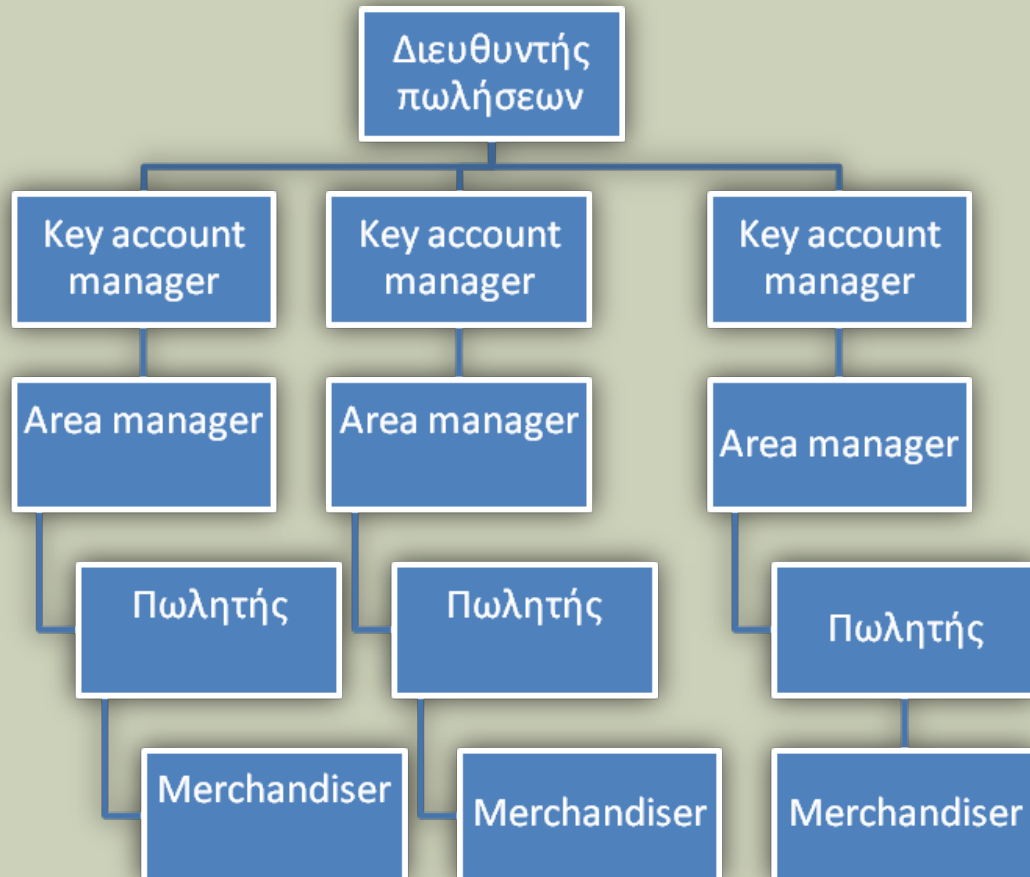 Διευθυντής
πωλήσεων
Key account
manager
Key account
manager
Key account
manager
Area manager
Area manager
Area manager
Πωλητής
Πωλητής
Πωλητής
Merchandiser
Merchandiser
Merchandiser